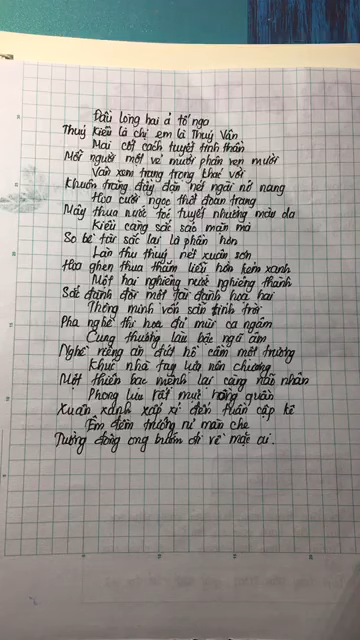 Đầu lòng hai ả tố nga
Thuý Kiều là chị em là Thuý Vân
Mai cốt cách tuyết tinh thần
Mỗi người một vẻ mười phân vẹn mười
Vân xem trang trọng khác vời
Khuôn trăng đầy đặn nét ngài nở nang
Hoa cười ngọc thốt đoan trang
Mây thua nước tóc tuyết nhường màu da
Kiều càng sắc sảo mặn mà
So bề tài sắc lại là phần hơn
Làn thu thuỷ nét xuân sơn
Hoa ghen thua thắm liễu hờn kém xanh
Một hai nghiêng nước nghiêng thành
Sắc đành đòi một tài đành hoạ hai
Thông minh vốn sẵn tính trời
Pha nghề thi hoạ đủ mùi ca ngâm
Cung thương lầu bậc ngũ âm
Nghề riêng ăn đứt hồ cầm một trương
Khúc nhà tay lựa nên chương
Một thiên bạc mệnh lại càng não nhân
Phong lưu rất mực hồng quần
Xuân xanh xấp xỉ đến tuần cập kê
Êm đềm trướng rủ màn che
Tường đông ong bướm đi về mặc ai.